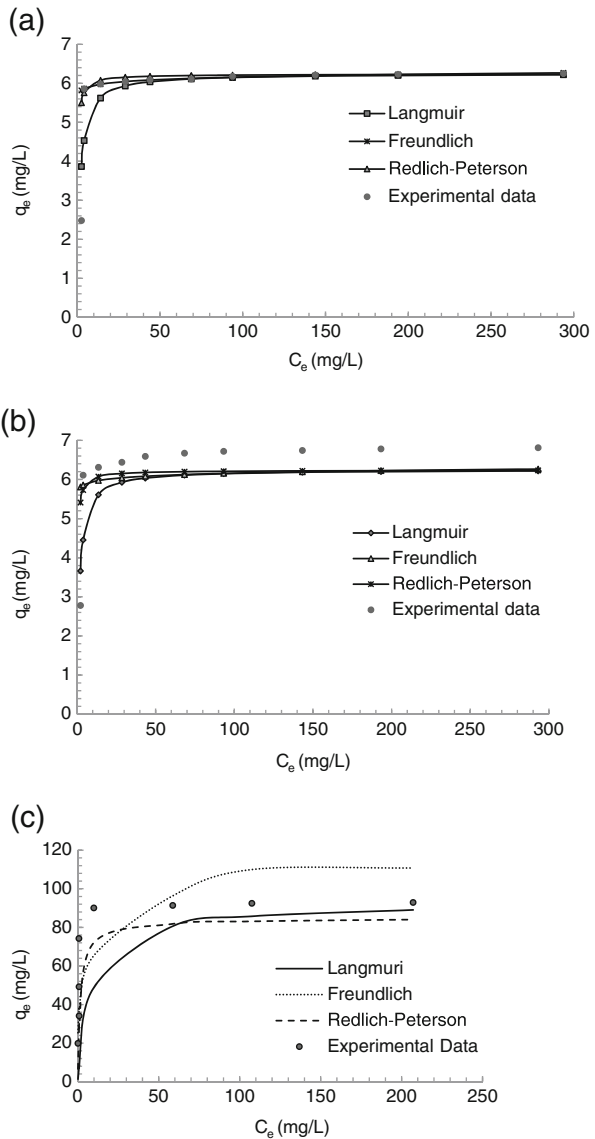 (a)
7
6
5
4
3
2
1
0
qe (mg/L)
0 50 100 150 200 250 300
Ce (mg/L)
Langmuir
Freundlich
Redlich-Peterson
Experimental data
(b)
7
6
5
4
3
2
1
0
qe (mg/L)
0 50 100 150 200 250 300
Ce (mg/L)
Langmuir
Freundlich
Redlich-Peterson
Experimental data
(c)
120
100
80
60
40
20
0
qe (mg/L)
0 50 100 150 200 250
Ce (mg/L)
Langmuri
Freundlich
Redlich-Peterson
Experimental Data